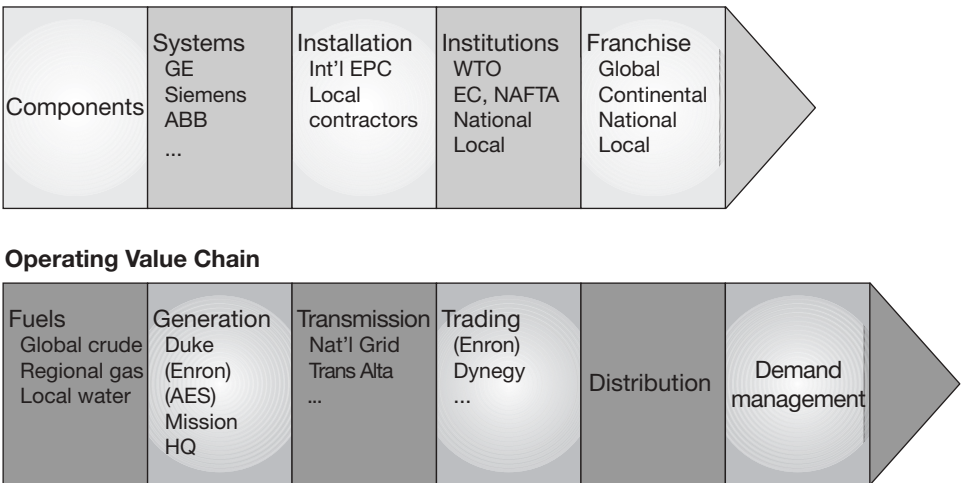 Components
Systems
GE
Siemens
ABB
...
Installation
Int'l EPC
Local
contractors
Institutions
WTO
EC, NAFTA
National
Local
Franchise
Global
Continental
National
Local
Operating Value Chain
Fuels
Global crude
Regional gas
Local water
Generation
Duke
(Enron)
(AES)
Mission
HQ
Transmission
Nat'l Grid
Trans Alta
...
Trading
(Enron)
Dynegy
...
Distribution
Demand
management